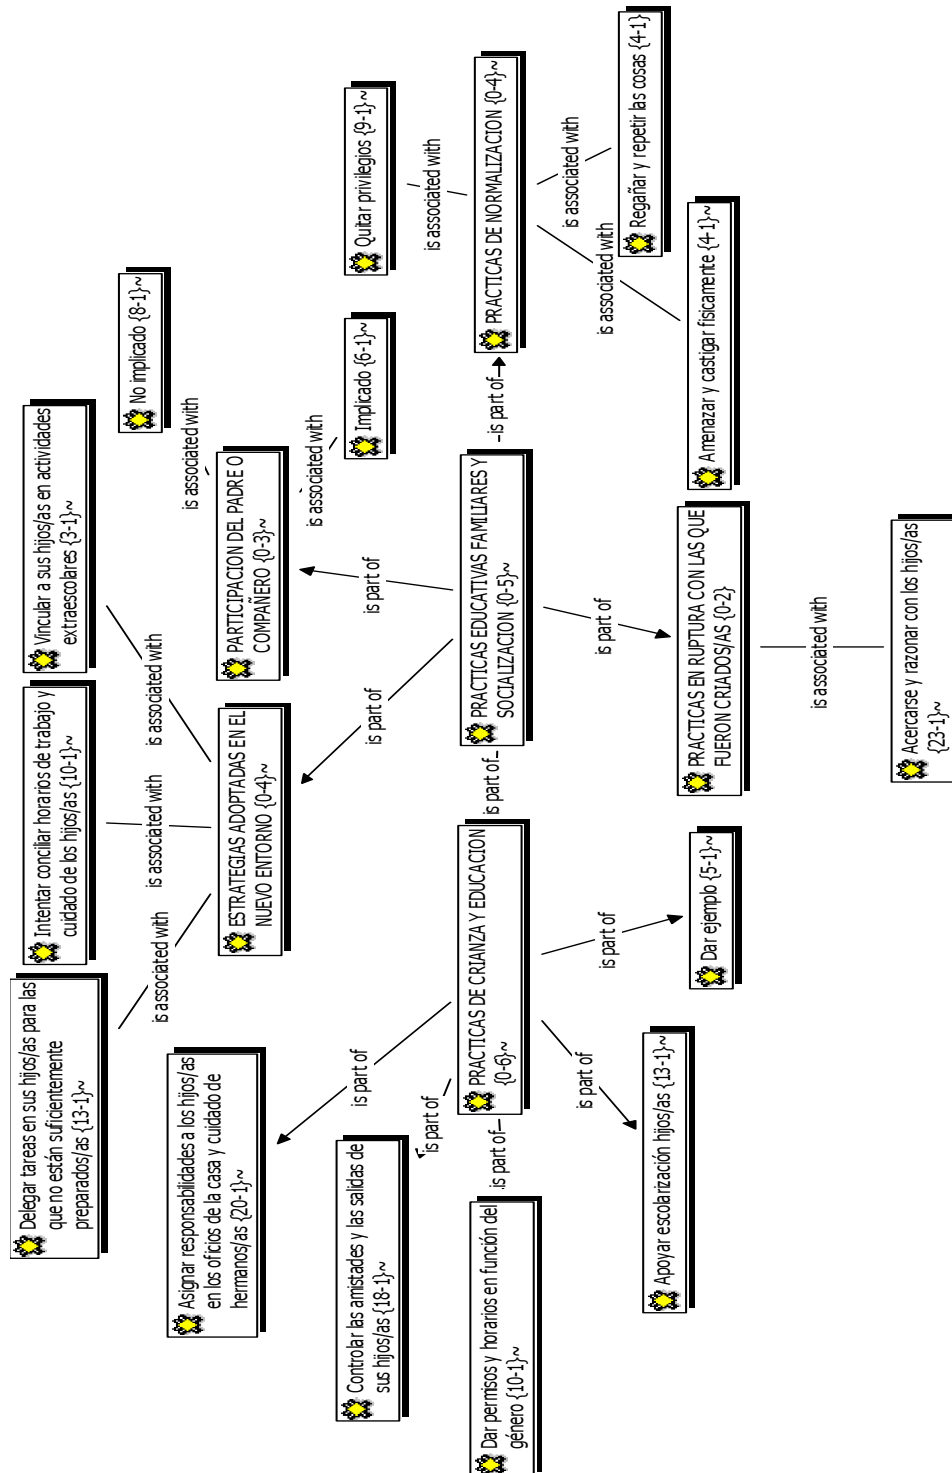 Delegar tareas en sus hijos/as para las
que no están suficientemente
preparados/as {13-1}~
Intentar conciliar horarios de trabajo y
cuidado de los hijos/as {10-1}~
Vincular a sus hijos/as en actividades
extraescolares {3-1}~
No implicado {8-1}~
is associated with
is associated with
is associated with
is associated with
Asignar responsabilidades a los hijos/as
en los oficios de la casa y cuidado de
hermanos/as {20-1}~
ESTRATEGIAS ADOPTADAS EN EL
NUEVO ENTORNO {0-4}~
PARTICIPACION DEL PADRE O
COMPAÑERO {0-3}~
is associated with
Implicado {6-1}~
Quitar privilegios {9-1}~
Controlar las amistades y las salidas de
sus hijos/as {18-1}~
is part of
is part of
is part of
is associated with
is part of
Dar permisos y horarios en función del
género {10-1}~
PRACTICAS DE CRIANZA Y EDUCACION
{0-6}~
PRACTICAS EDUCATIVAS FAMILIARES Y
SOCIALIZACION {0-5}~
PRACTICAS DE NORMALIZACION {0-4}~
is part of
is part of
is part of
is part of
is part of
is part of
is associated with
is associated with
is associated with
Apoyar escolarización hijos/as {13-1}~
Dar ejemplo {5-1}~
PRACTICAS EN RUPTURA CON LAS QUE
FUERON CRIADOS/AS {0-2}
Amenazar y castigar fisicamente {4-1}~
Regañar y repetir las cosas {4-1}~
is associated with
Acercarse y razonar con los hijos/as
{23-1}~